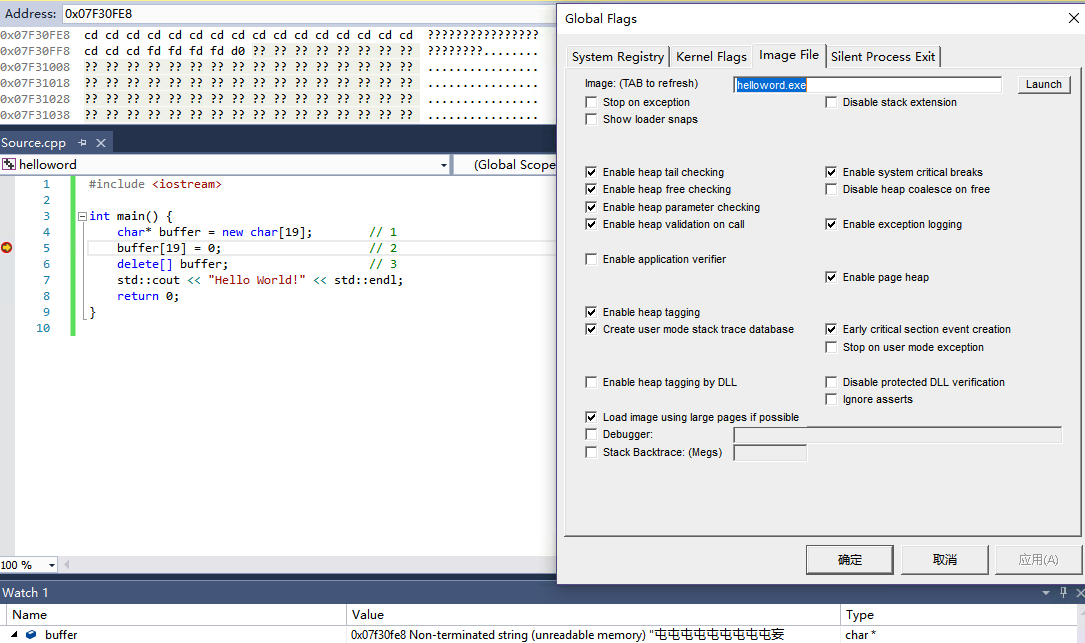 Address: 0x07F30FE8
0x07F30FE8 cd cd cd cd cd cd cd cd cd cd cd cd cd cd cd cd ????????????????
0x07F30FF8 cd cd cd fd fd fd fd d0 ?? ?? ?? ?? ?? ?? ?? ?? ????????........
0x07F31008 ?? ?? ?? ?? ?? ?? ?? ?? ?? ?? ?? ?? ?? ?? ?? ?? ................
0x07F31018 ?? ?? ?? ?? ?? ?? ?? ?? ?? ?? ?? ?? ?? ?? ?? ?? ................
0x07F31028 ?? ?? ?? ?? ?? ?? ?? ?? ?? ?? ?? ?? ?? ?? ?? ?? ................
0x07F31038 ?? ?? ?? ?? ?? ?? ?? ?? ?? ?? ?? ?? ?? ?? ?? ?? ................
Source.cpp
helloword (Global Scope
1 #include <iostream>
2
3 int main() {
4 char* buffer = new char[19]; // 1
5 buffer[19] = 0; // 2
6 delete[] buffer; // 3
7 std::cout << "Hello World!" << std::endl;
8 return 0;
9 }
10
100 %
Watch 1
Name Value Type
buffer 0x07f30fe8 Non-terminated string (unreadable memory) "屯屯屯屯屯屯屯屯屯妄 char *
Global Flags
System Registry Kernel Flags Image File Silent Process Exit
Image: (TAB to refresh) helloword.exe Launch
Stop on exception Disable stack extension
Show loader snaps
Enable heap tail checking Enable system critical breaks
Enable heap free checking Disable heap coalesce on free
Enable heap parameter checking
Enable heap validation on call Enable exception logging
Enable application verifier
Enable page heap
Enable heap tagging
Create user mode stack trace database Early critical section event creation
Stop on user mode exception
Enable heap tagging by DLL Disable protected DLL verification
Ignore asserts
Load image using large pages if possible
Debugger:
Stack Backtrace: (Megs)
确定 取消 应用(A)